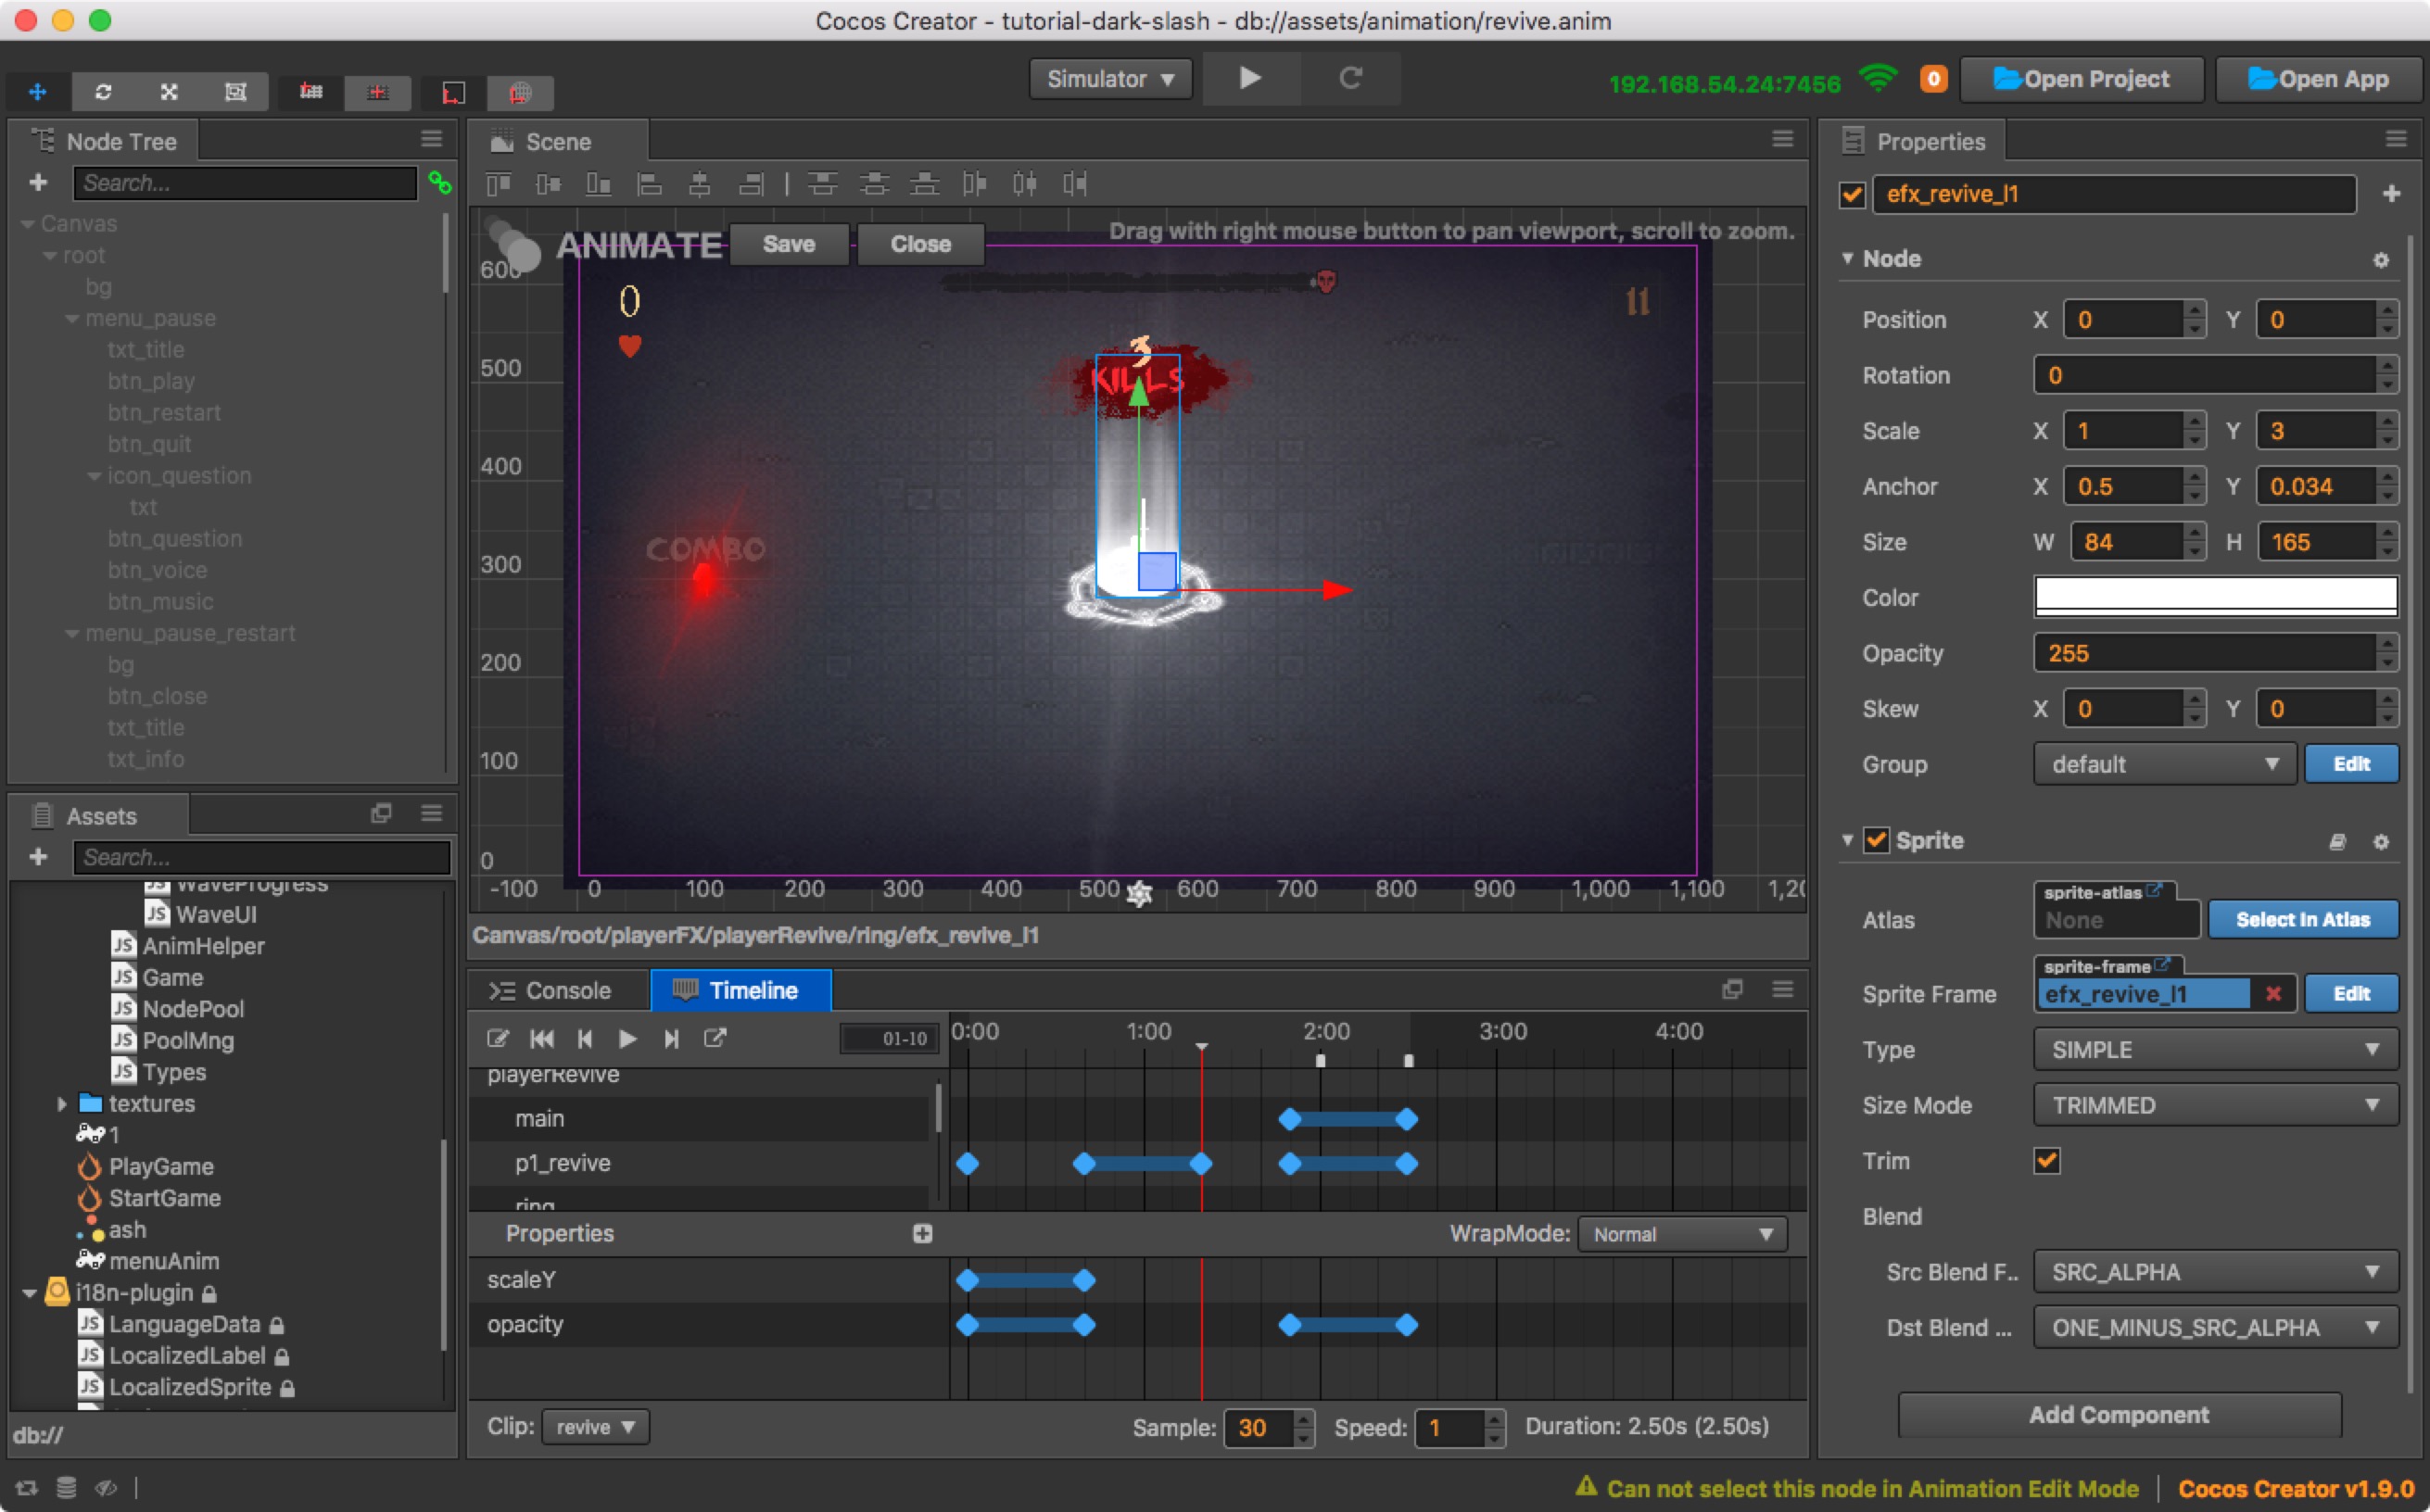 Cocos Creator - tutorial-dark-slash - db://assets/animation/revive.anim
Simulator
192.168.54.24:7456
0
Open Project
Open App
Node Tree
Search...
Canvas
root
bg
menu_pause
txt_title
btn_play
btn_restart
btn_quit
icon_question
txt
btn_question
btn_voice
btn_music
menu_pause_restart
bg
btn_close
txt_title
txt_info
Assets
Search...
WaveProgress
JS WaveUI
JS AnimHelper
JS Game
JS NodePool
JS PoolMng
JS Types
textures
1
PlayGame
StartGame
ash
menuAnim
i18n-plugin
JS LanguageData
JS LocalizedLabel
JS LocalizedSprite
db://
Scene
ANIMATE
Save
Close
Drag with right mouse button to pan viewport, scroll to zoom.
600
500
400
300
200
100
0
0
3
KILLS
COMBO
-100 0 100 200 300 400 500 600 700 800 900 1,000 1,100 1,20
Canvas/root/playerFX/playerRevive/ring/efx_revive_l1
Console
Timeline
01-10
0:00 1:00 2:00 3:00 4:00
playerRevive
main
p1_revive
ring
Properties
WrapMode: Normal
scaleY
opacity
Clip: revive
Sample: 30
Speed: 1
Duration: 2.50s (2.50s)
Properties
efx_revive_l1
Node
Position X 0 Y 0
Rotation 0
Scale X 1 Y 3
Anchor X 0.5 Y 0.034
Size W 84 H 165
Color
Opacity 255
Skew X 0 Y 0
Group default Edit
Sprite
sprite-atlas
Atlas None Select In Atlas
sprite-frame
Sprite Frame efx_revive_l1 Edit
Type SIMPLE
Size Mode TRIMMED
Trim
Blend
Src Blend F.. SRC_ALPHA
Dst Blend ... ONE_MINUS_SRC_ALPHA
Add Component
Can not select this node in Animation Edit Mode
Cocos Creator v1.9.0